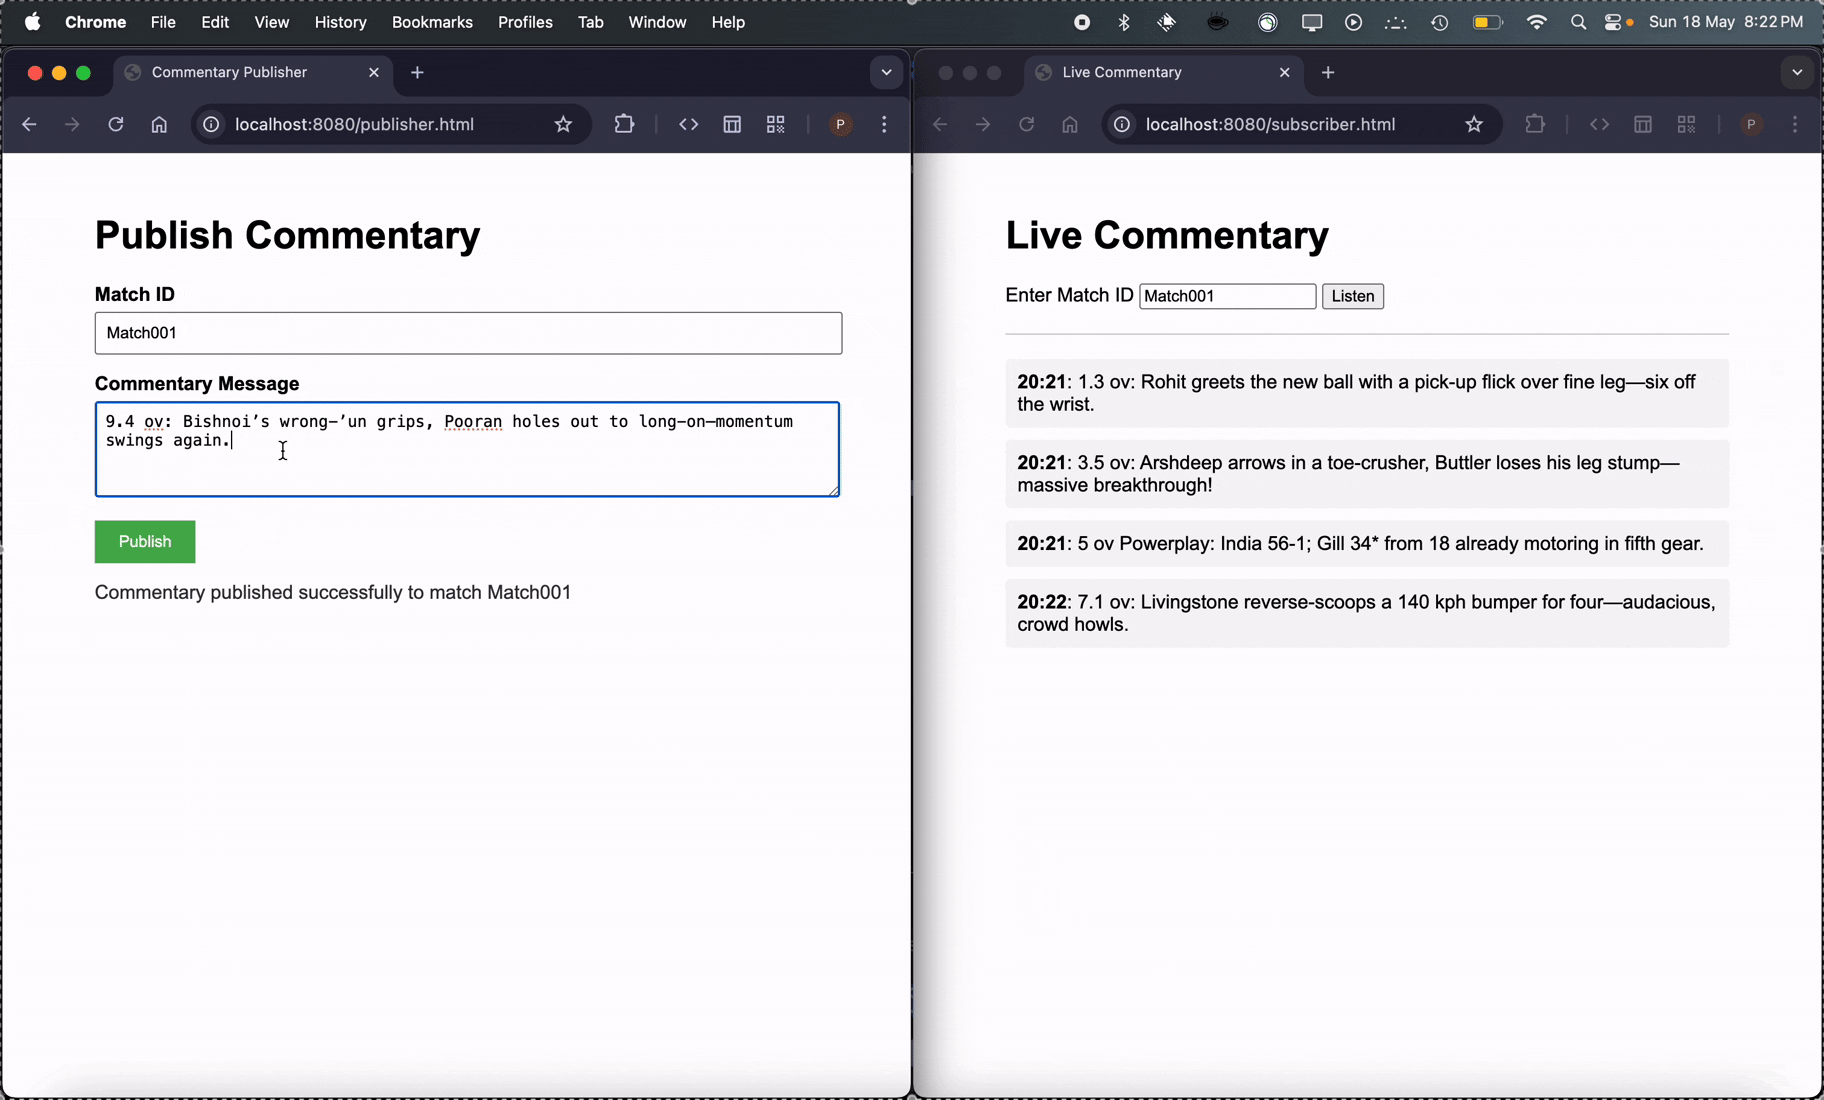 Chrome File Edit View History Bookmarks Profiles Tab Window Help Sun 18 May 8:22 PM
Commentary Publisher
localhost:8080/publisher.html P
Publish Commentary
Match ID
Match001
Commentary Message
9.4 ov: Bishnoi’s wrong-’un grips, Pooran holes out to long-on—momentum
swings again.
Publish
Commentary published successfully to match Match001
Live Commentary
localhost:8080/subscriber.html P
Live Commentary
Enter Match ID Match001 Listen
20:21: 1.3 ov: Rohit greets the new ball with a pick-up flick over fine leg—six off
the wrist.
20:21: 3.5 ov: Arshdeep arrows in a toe-crusher, Buttler loses his leg stump—
massive breakthrough!
20:21: 5 ov Powerplay: India 56-1; Gill 34* from 18 already motoring in fifth gear.
20:22: 7.1 ov: Livingstone reverse-scoops a 140 kph bumper for four—audacious,
crowd howls.